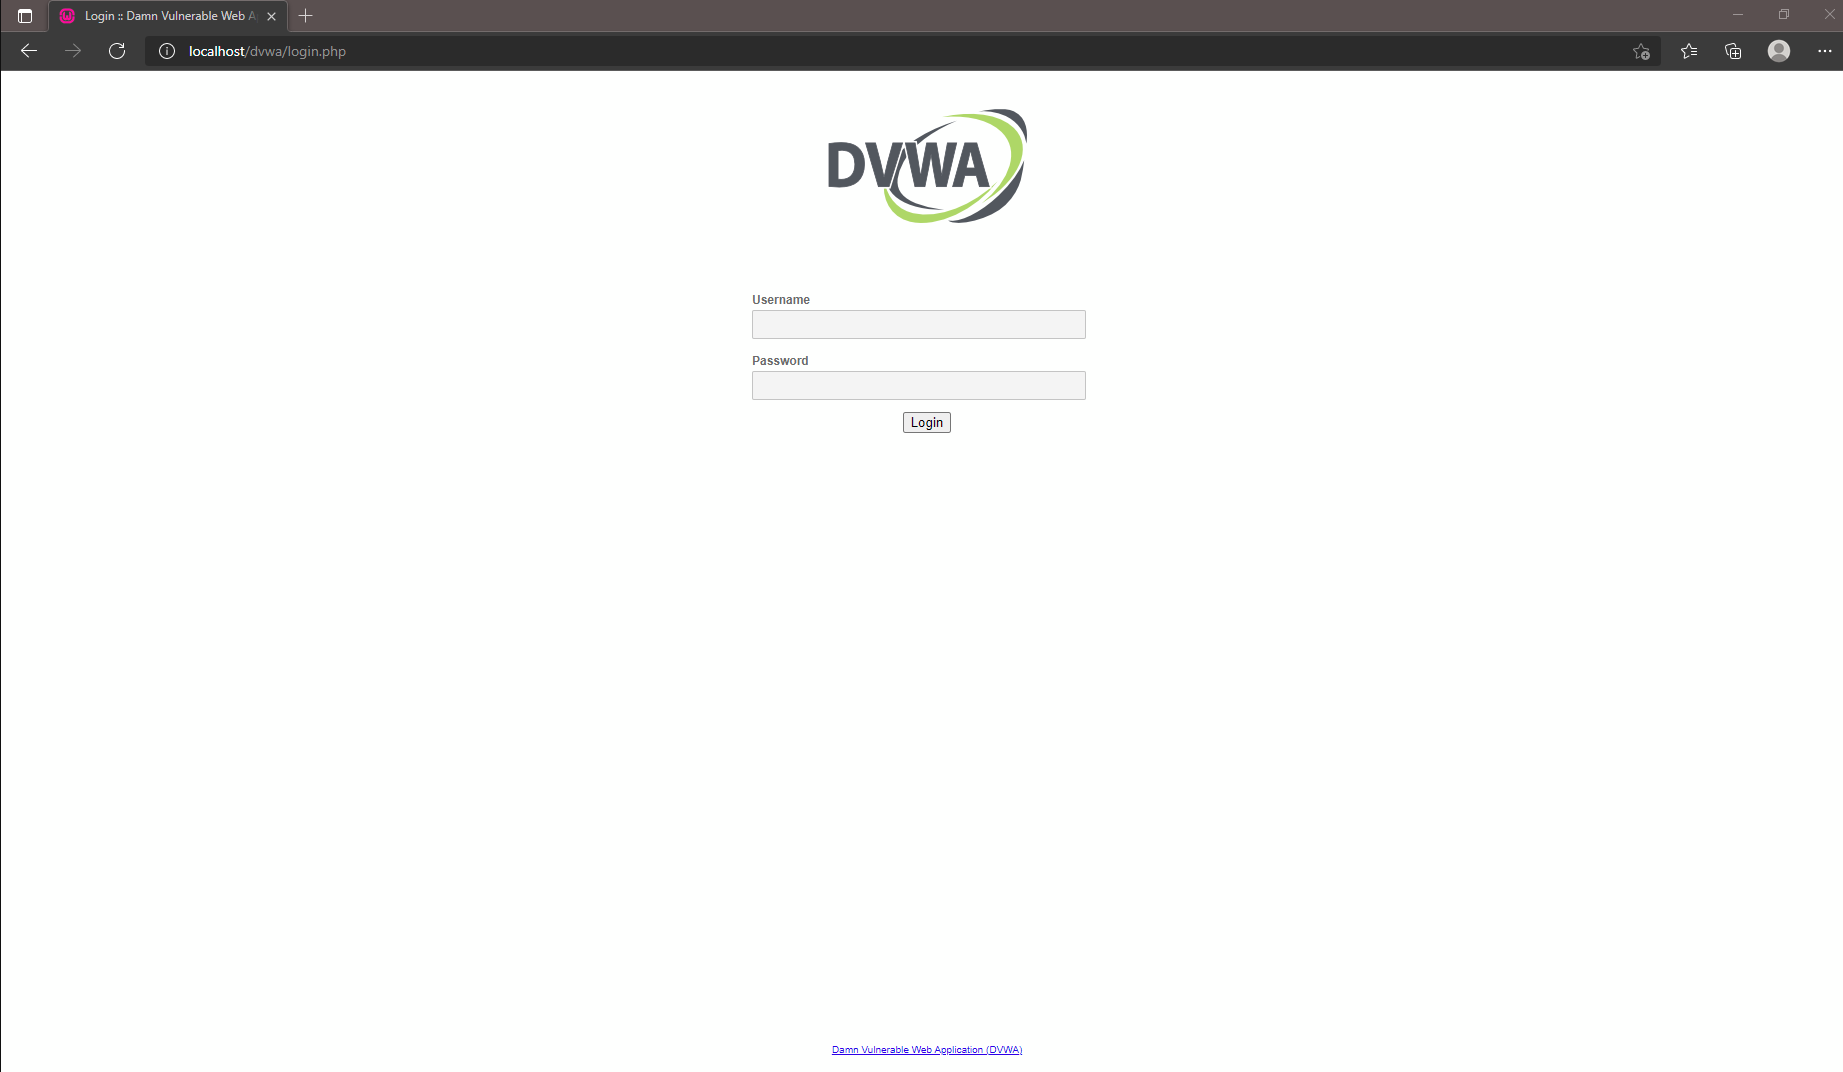 Login :: Damn Vulnerable Web A
localhost/dvwa/login.php
DVWA
Username
Password
Login
Damn Vulnerable Web Application (DVWA)